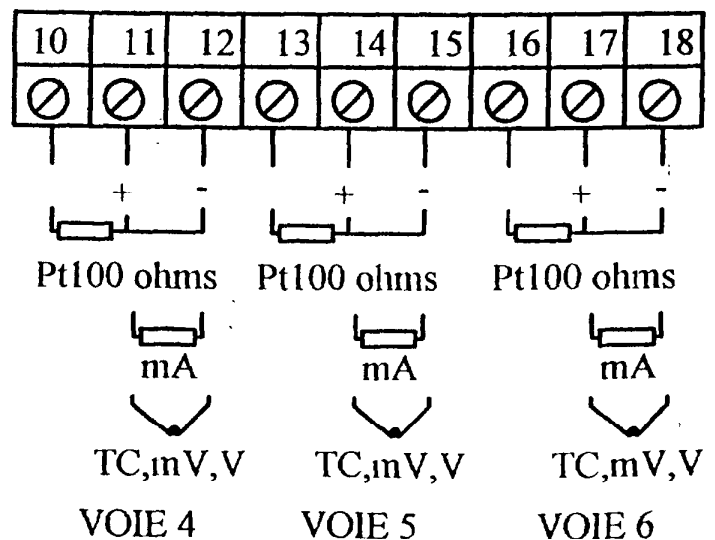 10 11 12 13 14 15 16 17 18
+ - + - + -
Pt100 ohms Pt100 ohms Pt100 ohms
mA mA mA
TC,mV,V TC,mV,V TC,mV,V
VOIE 4 VOIE 5 VOIE 6